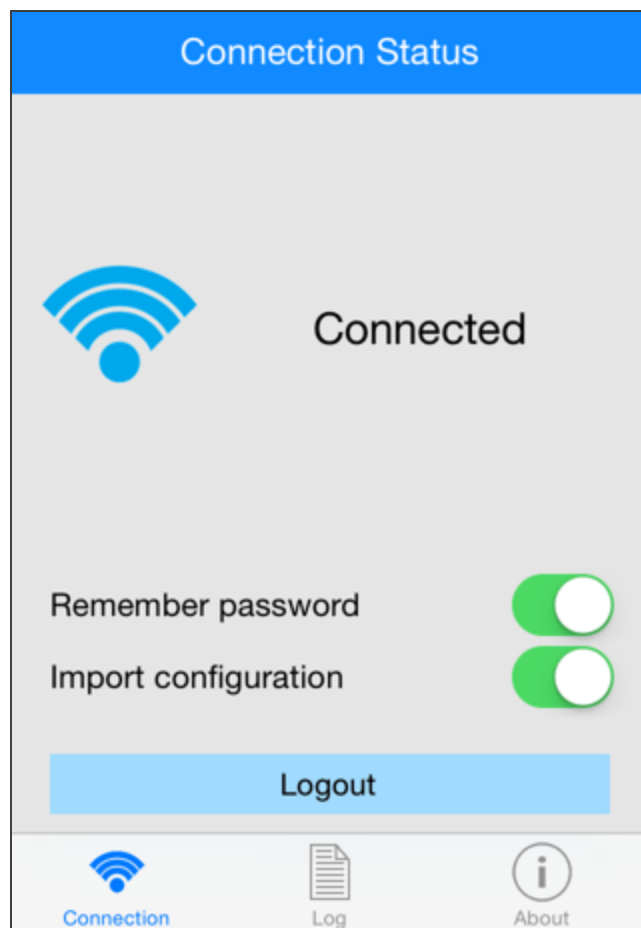 Connection Status
Connected
Remember password
Import configuration
Logout
Connection Log About